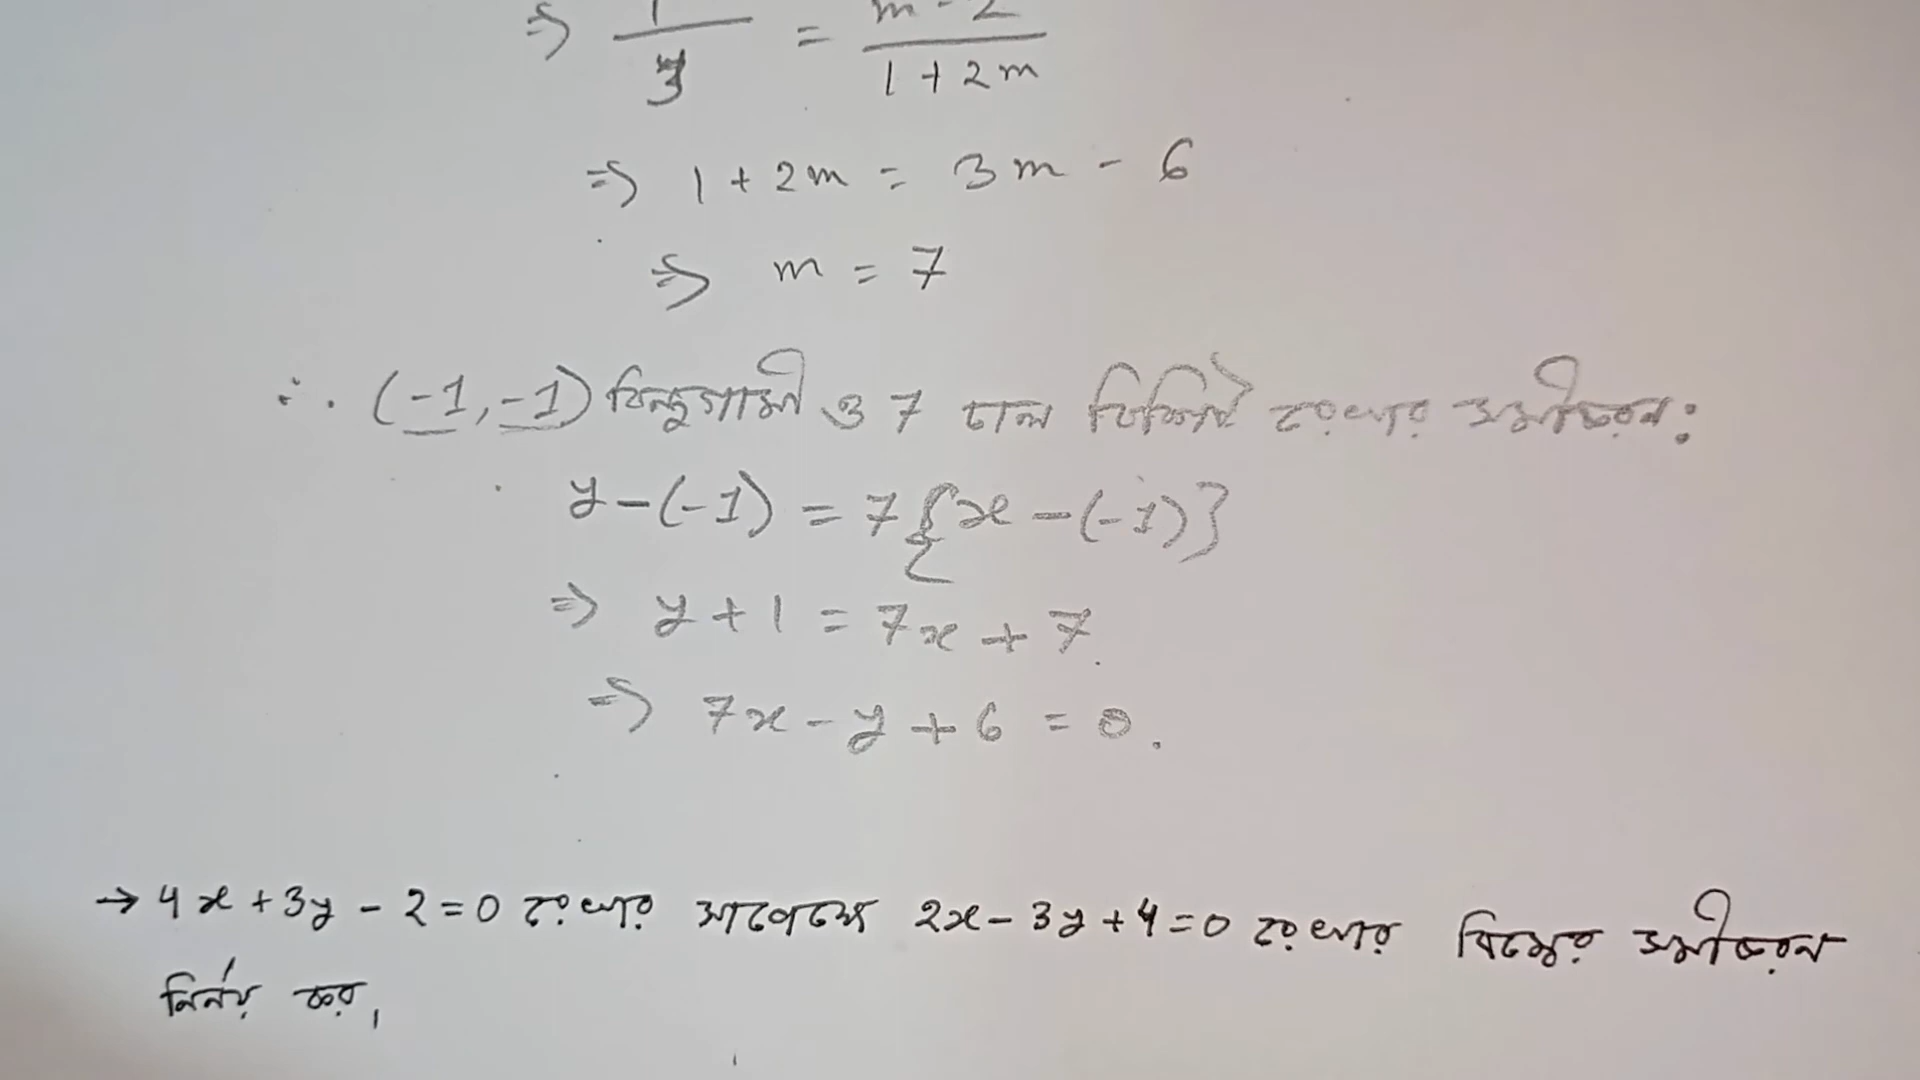 ⇒ 1/3 = m-2/1+2m
⇒ 1+2m = 3m - 6
⇒ m = 7
∴ (-1,-1) বিন্দুগামী ও 7 ঢাল বিশিষ্ট রেখার সমীকরণ:
y-(-1) = 7{x-(-1)}
⇒ y+1 = 7x+7
⇒ 7x-y+6 = 0.
→ 4x+3y-2=0 রেখার সাপেক্ষে 2x-3y+4=0 রেখার বিম্বের সমীকরণ
নির্ণয় কর,